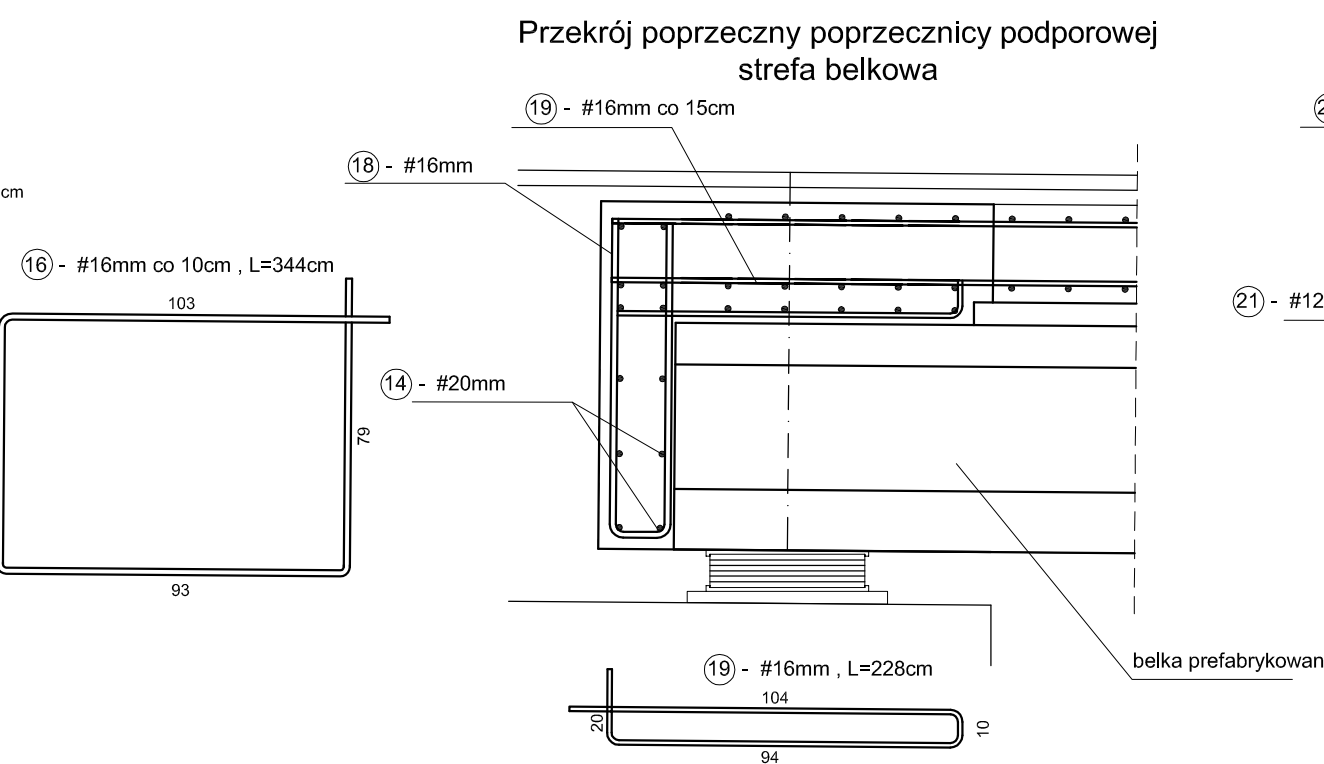 Przekrój poprzeczny poprzecznicy podporowej
strefa belkowa
19 - #16mm co 15cm
18 - #16mm
cm
16 - #16mm co 10cm , L=344cm
103
79
93
14 - #20mm
21 - #12
belka prefabrykowan
19 - #16mm , L=228cm
104
20
10
94